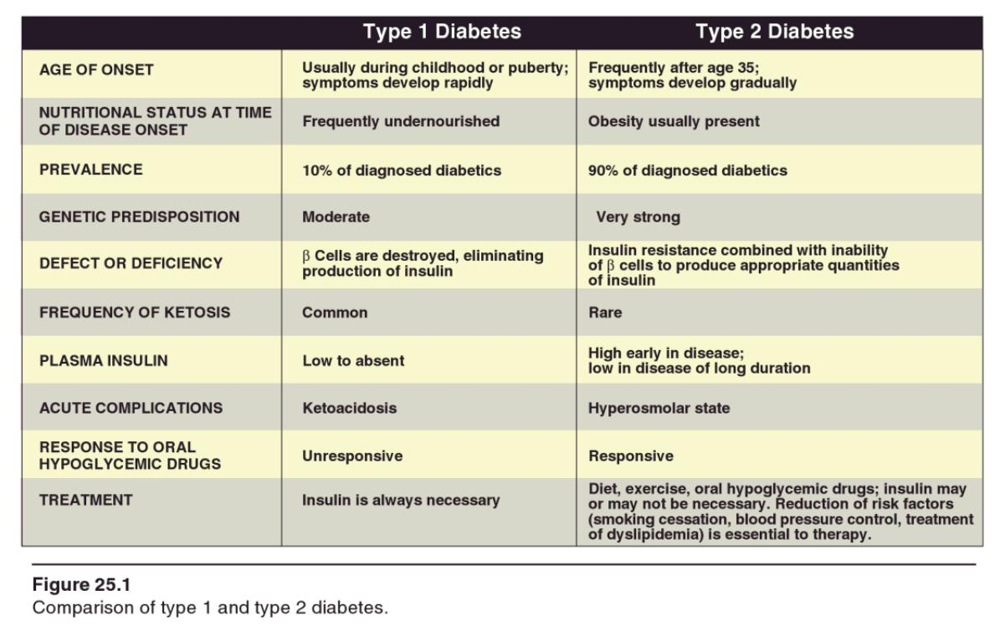 Type 1 Diabetes
Type 2 Diabetes
AGE OF ONSET
Usually during childhood or puberty;
symptoms develop rapidly
Frequently after age 35;
symptoms develop gradually
NUTRITIONAL STATUS AT TIME
OF DISEASE ONSET
Frequently undernourished
Obesity usually present
PREVALENCE
10% of diagnosed diabetics
90% of diagnosed diabetics
GENETIC PREDISPOSITION
Moderate
Very strong
DEFECT OR DEFICIENCY
β Cells are destroyed, eliminating
production of insulin
Insulin resistance combined with inability
of β cells to produce appropriate quantities
of insulin
FREQUENCY OF KETOSIS
Common
Rare
PLASMA INSULIN
Low to absent
High early in disease;
low in disease of long duration
ACUTE COMPLICATIONS
Ketoacidosis
Hyperosmolar state
RESPONSE TO ORAL
HYPOGLYCEMIC DRUGS
Unresponsive
Responsive
TREATMENT
Insulin is always necessary
Diet, exercise, oral hypoglycemic drugs; insulin may
or may not be necessary. Reduction of risk factors
(smoking cessation, blood pressure control, treatment
of dyslipidemia) is essential to therapy.
Figure 25.1
Comparison of type 1 and type 2 diabetes.